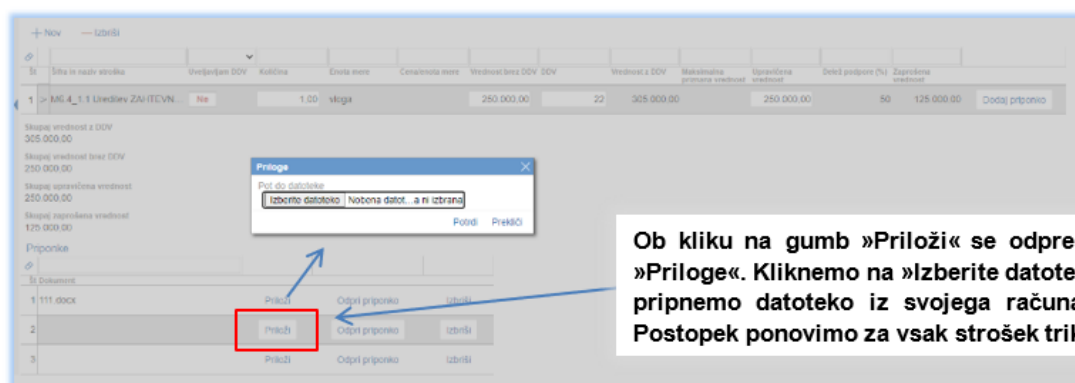 Nov Izbriši
Št Šifra in naziv stroška Uveljavljam DDV Količina Enota mere Cena/enota mere Vrednost brez DDV DDV Vrednost z DDV Maksimalna priznana vrednost Upravičena vrednost Delež podpore (%) Zaprošena vrednost
1 > M6.4_1.1 Ureditev ZAHTEVN... Ne 1,00 vloga 250.000,00 22 305.000,00 250.000,00 50 125.000,00 Dodaj priponko
Skupaj vrednost z DDV
305.000,00
Skupaj vrednost brez DDV
250.000,00
Skupaj upravičena vrednost
250.000,00
Skupaj zaprošena vrednost
125.000,00
Priloge
Pot do datoteke
Izberite datoteko Nobena datot...a ni izbrana
Potrdi Prekliči
Priponke
Št Dokument
1 111.docx Priloži Odpri priponko Izbriši
2 Priloži Odpri priponko Izbriši
3 Priloži Odpri priponko Izbriši
Ob kliku na gumb »Priloži« se odpre
»Priloge«. Kliknemo na »Izberite datote
pripnemo datoteko iz svojega računa
Postopek ponovimo za vsak strošek trik